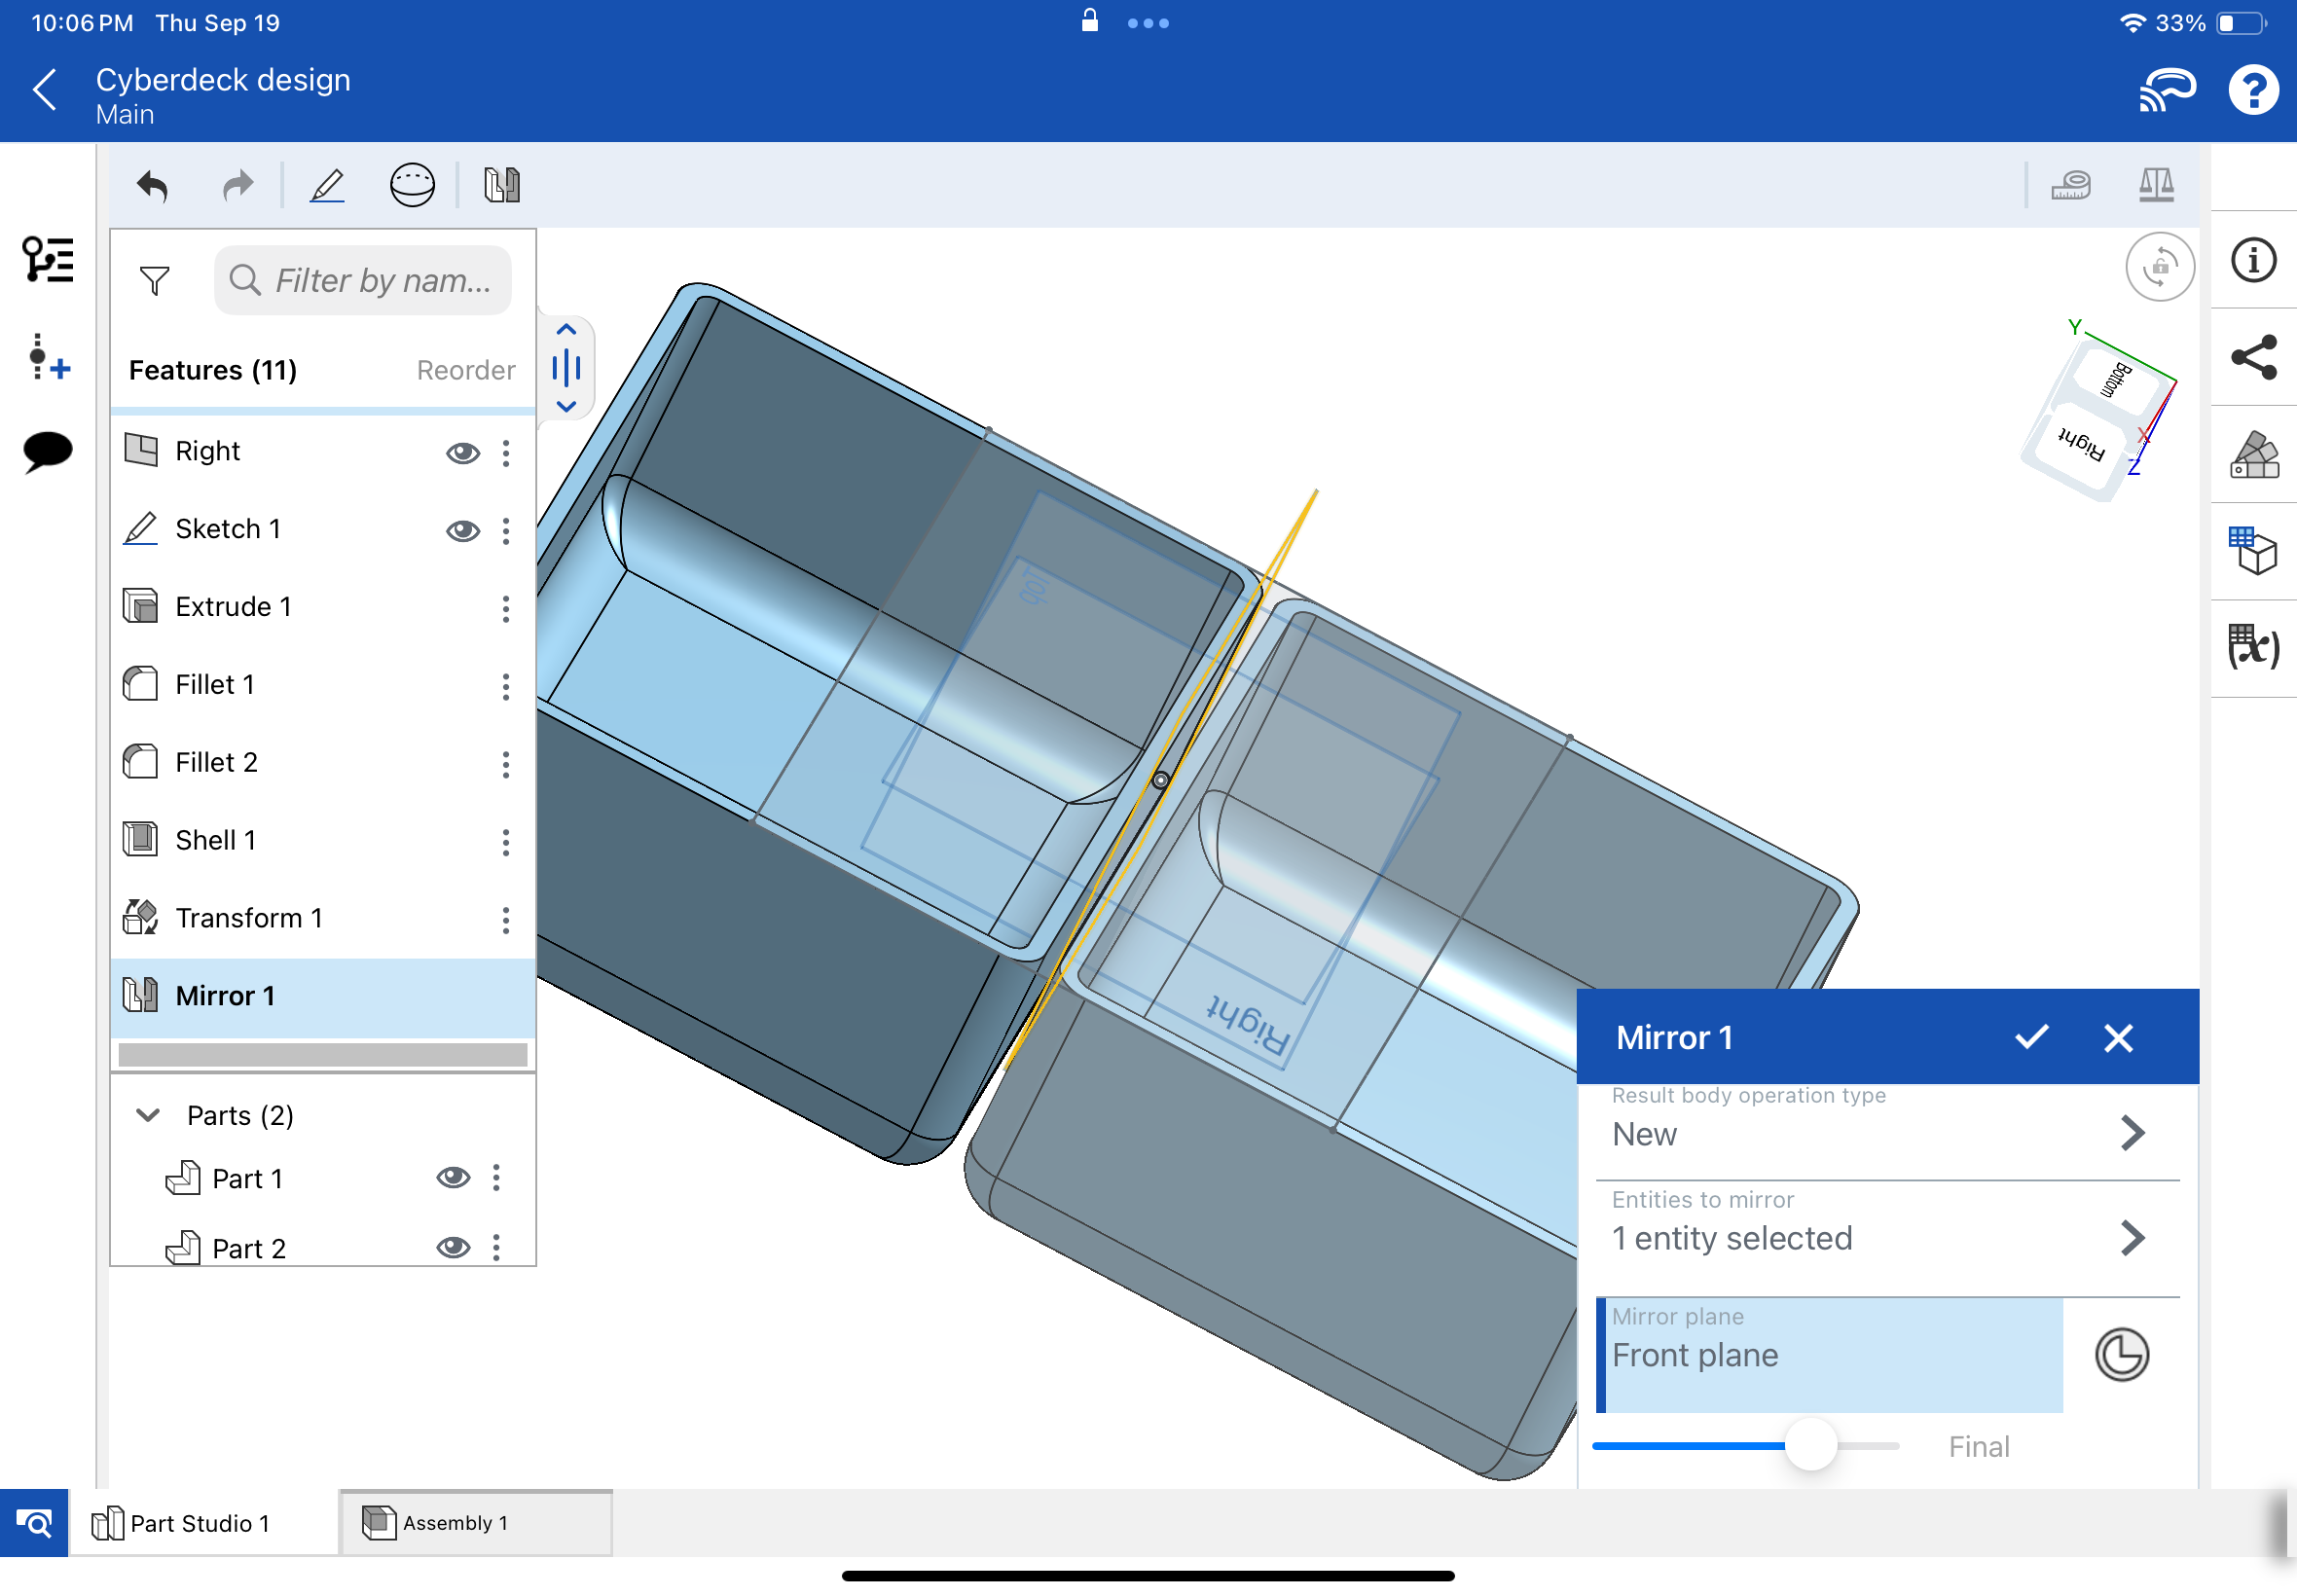 10:06 PM Thu Sep 19
33%
Cyberdeck design
Main
Filter by nam...
Features (11)
Reorder
Right
Sketch 1
Extrude 1
Fillet 1
Fillet 2
Shell 1
Transform 1
Mirror 1
Parts (2)
Part 1
Part 2
Top
Right
Y
Bottom
Right
X
Z
(x)
Mirror 1
Result body operation type
New
Entities to mirror
1 entity selected
Mirror plane
Front plane
Final
Part Studio 1
Assembly 1